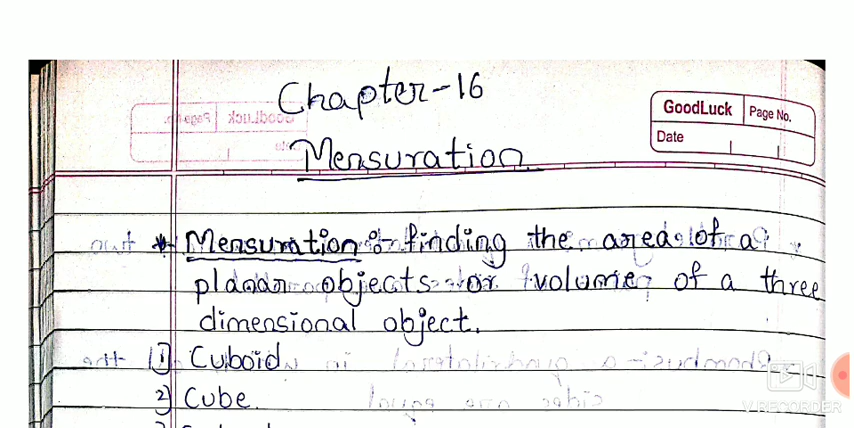 Chapter-16
GoodLuck Page No.
Date
Mensuration
* Mensuration :- finding the area of a
planar objects or volume of a three
dimensional object.
1) Cuboid
2) Cube.
V RECORDER